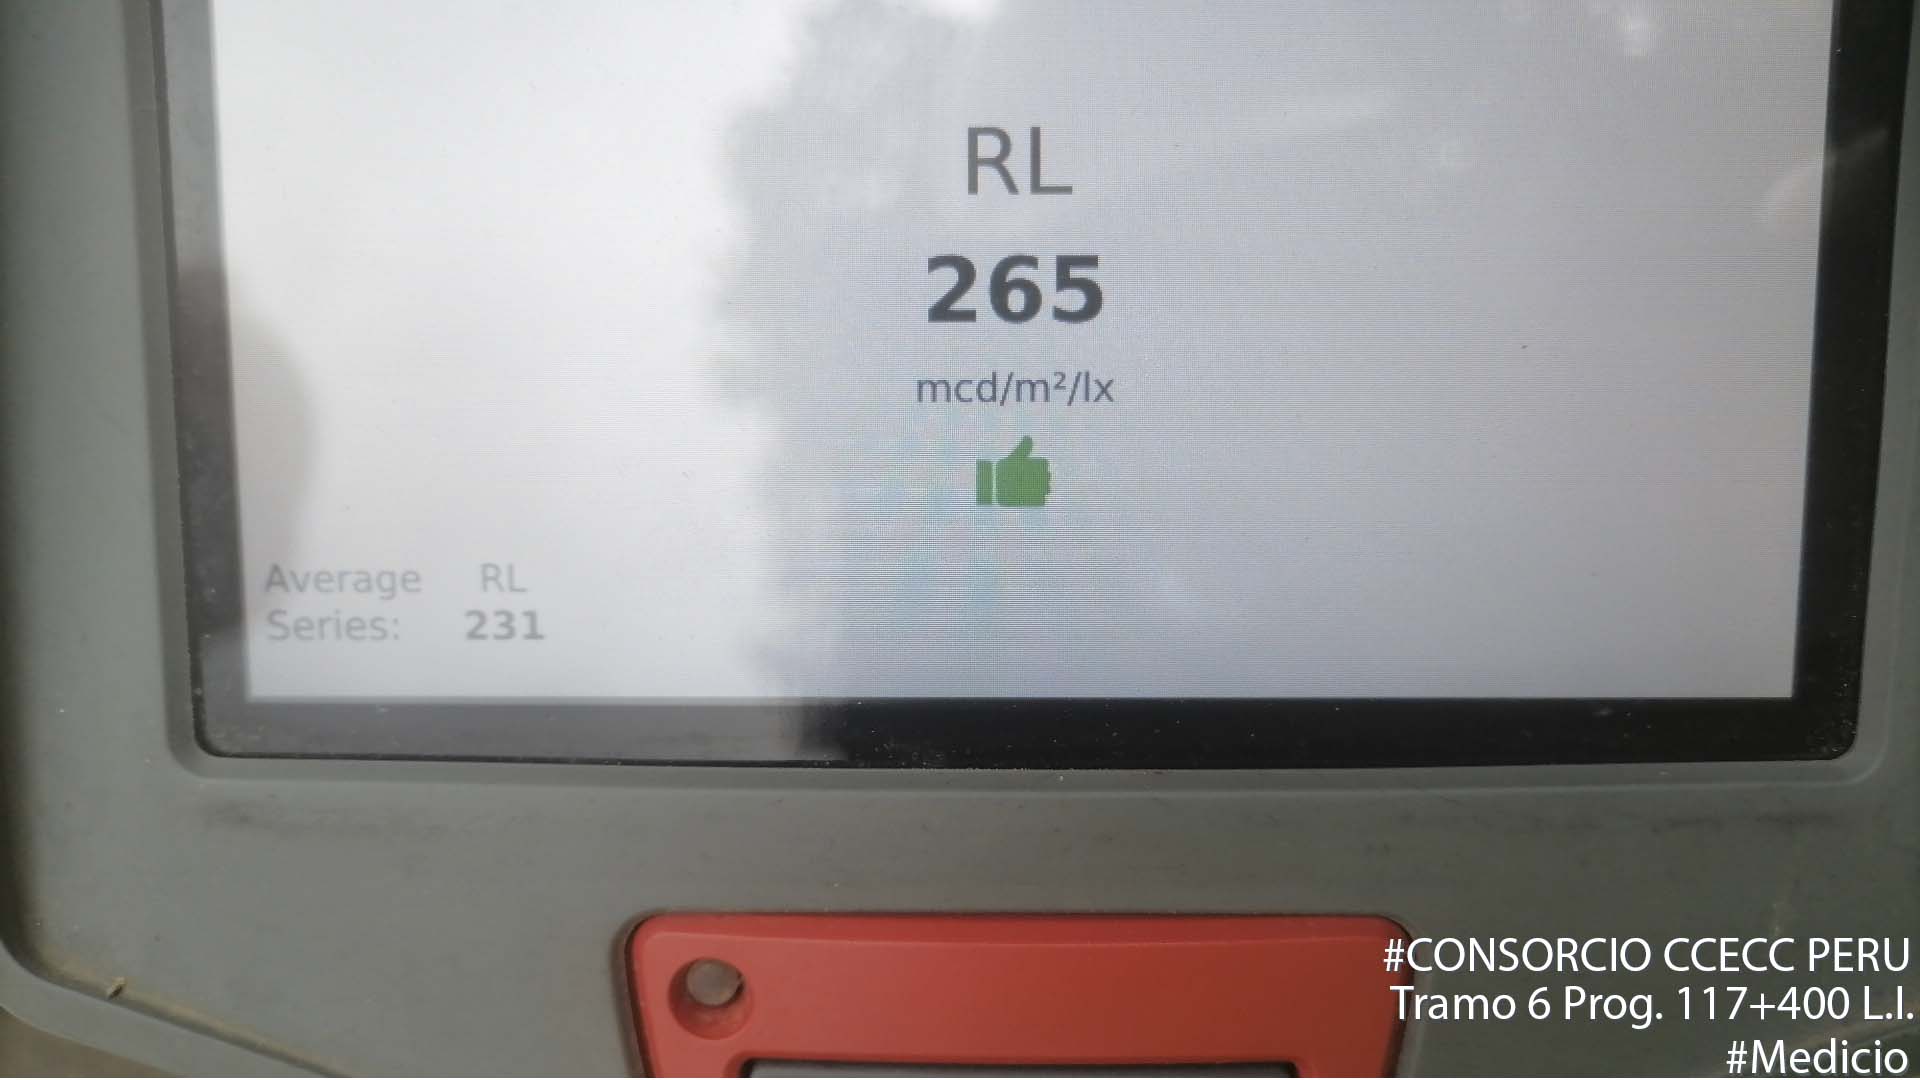 RL
265
mcd/m²/lx
Average RL
Series: 231
#CONSORCIO CCECC PERU
Tramo 6 Prog. 117+400 L.I.
#Medicio